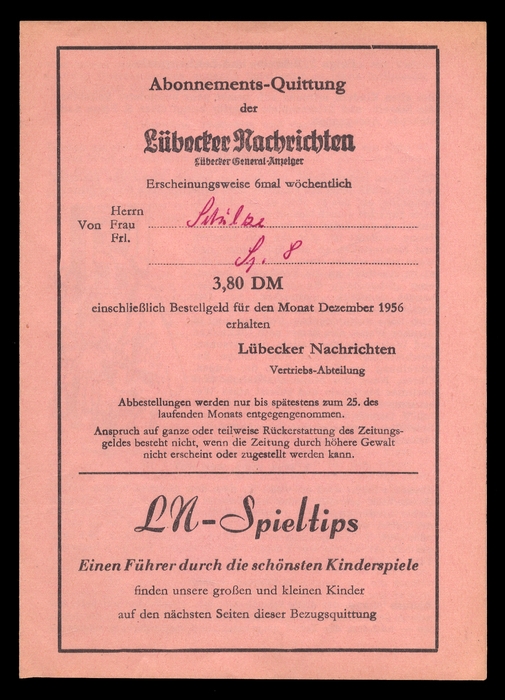 Abonnements-Quittung
der
Lübecker Nachrichten
Lübecker General-Anzeiger
Erscheinungsweise 6mal wöchentlich
Von Herrn Frau Frl. Schulze
Sp. 8
3,80 DM
einschließlich Bestellgeld für den Monat Dezember 1956
erhalten
Lübecker Nachrichten
Vertriebs-Abteilung
Abbestellungen werden nur bis spätestens zum 25. des
laufenden Monats entgegengenommen.
Anspruch auf ganze oder teilweise Rückerstattung des Zeitungs-
geldes besteht nicht, wenn die Zeitung durch höhere Gewalt
nicht erscheint oder zugestellt werden kann.
LN-Spieltips
Einen Führer durch die schönsten Kinderspiele
finden unsere großen und kleinen Kinder
auf den nächsten Seiten dieser Bezugsquittung